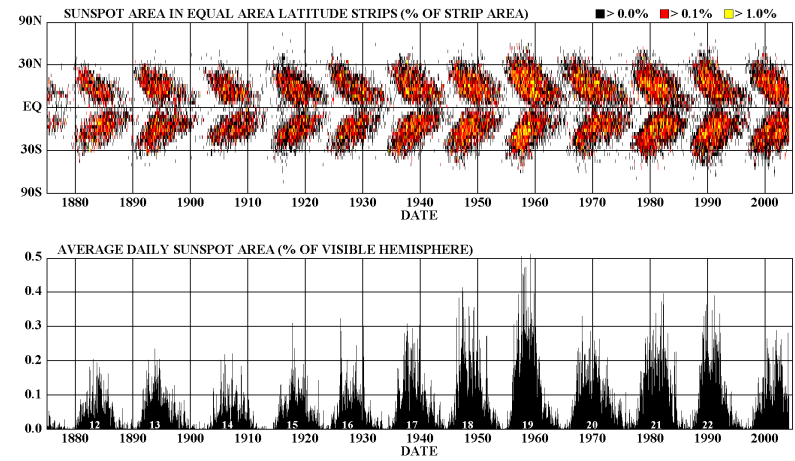 SUNSPOT AREA IN EQUAL AREA LATITUDE STRIPS (% OF STRIP AREA) > 0.0% > 0.1% > 1.0%
90N
30N
EQ
30S
90S
1880 1890 1900 1910 1920 1930 1940 1950 1960 1970 1980 1990 2000
DATE
AVERAGE DAILY SUNSPOT AREA (% OF VISIBLE HEMISPHERE)
0.5
0.4
0.3
0.2
0.1
0.0
12 13 14 15 16 17 18 19 20 21 22
1880 1890 1900 1910 1920 1930 1940 1950 1960 1970 1980 1990 2000
DATE